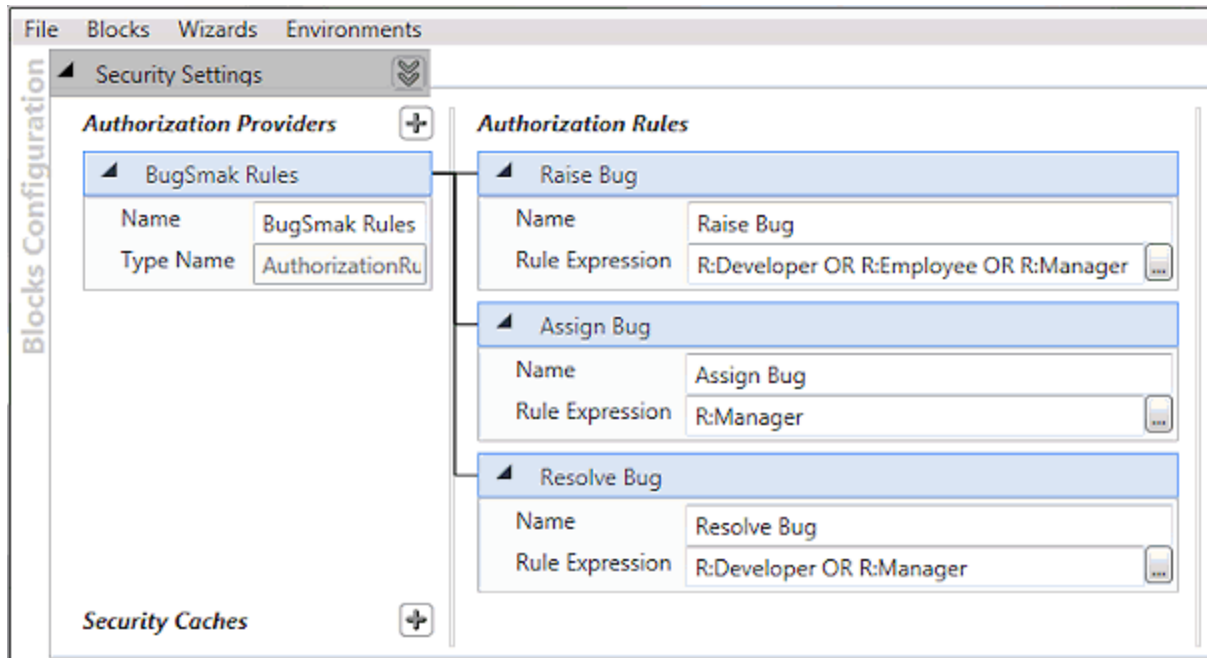 File Blocks Wizards Environments
Blocks Configuration
Security Settings
Authorization Providers
BugSmak Rules
Name BugSmak Rules
Type Name AuthorizationRu
Security Caches
Authorization Rules
Raise Bug
Name Raise Bug
Rule Expression R:Developer OR R:Employee OR R:Manager ...
Assign Bug
Name Assign Bug
Rule Expression R:Manager ...
Resolve Bug
Name Resolve Bug
Rule Expression R:Developer OR R:Manager ...